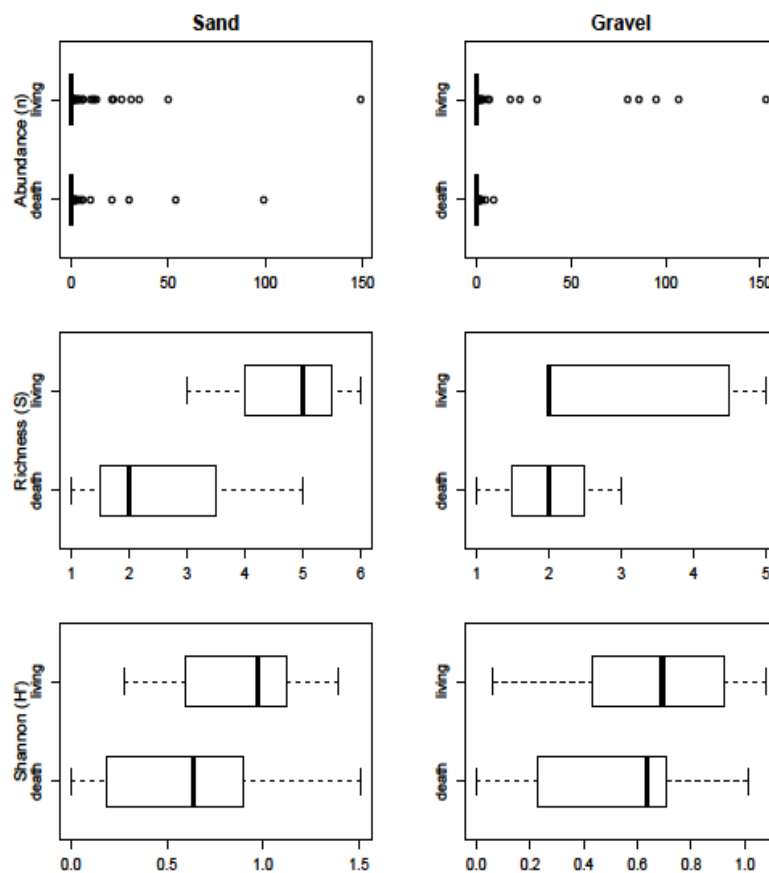 Sand
Gravel
Abundance (n)
living
death
living
death
0 50 100 150
0 50 100 150
Richness (S)
living
death
living
death
1 2 3 4 5 6
1 2 3 4 5
Shannon (H')
living
death
living
death
0.0 0.5 1.0 1.5
0.0 0.2 0.4 0.6 0.8 1.0